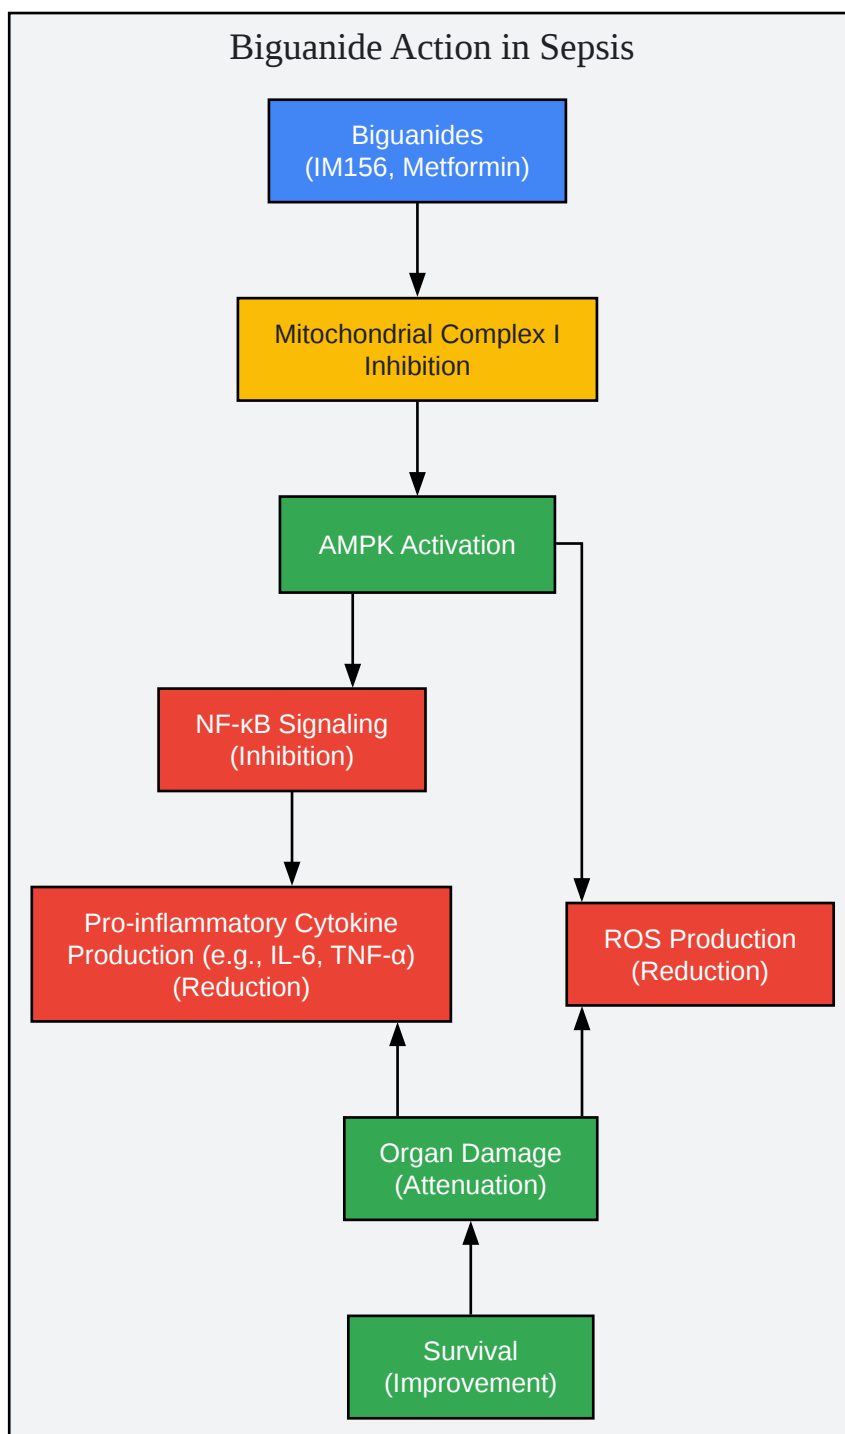 Biguanide Action in Sepsis
Biguanides
(IM156, Metformin)
Mitochondrial Complex I
Inhibition
AMPK Activation
NF-κB Signaling
(Inhibition)
Pro-inflammatory Cytokine
Production (e.g., IL-6, TNF-α)
(Reduction)
ROS Production
(Reduction)
Organ Damage
(Attenuation)
Survival
(Improvement)